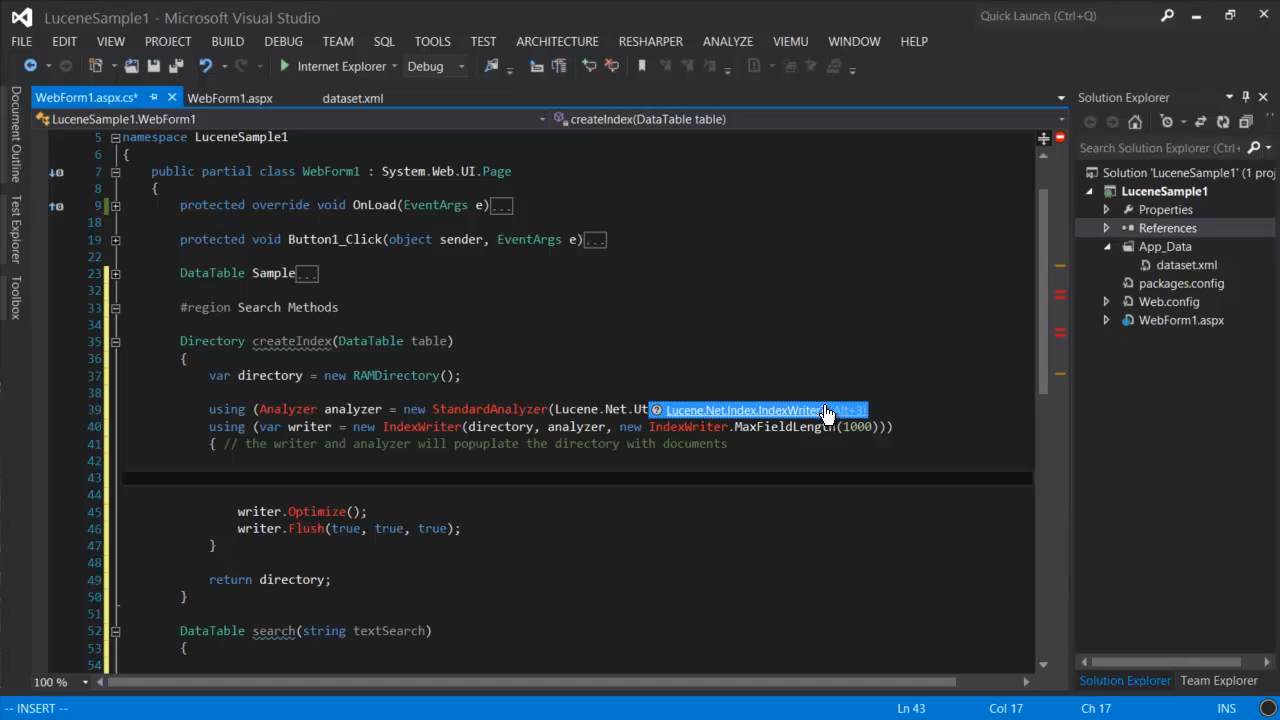 LuceneSample1 - Microsoft Visual Studio
Quick Launch (Ctrl+Q)
FILE EDIT VIEW PROJECT BUILD DEBUG TEAM SQL TOOLS TEST ARCHITECTURE RESHARPER ANALYZE VIEMU WINDOW HELP
Internet Explorer Debug
Document Outline
Test Explorer
Toolbox
WebForm1.aspx.cs* WebForm1.aspx dataset.xml
LuceneSample1.WebForm1 createIndex(DataTable table)
5 namespace LuceneSample1
6 {
7 public partial class WebForm1 : System.Web.UI.Page
8 {
9 protected override void OnLoad(EventArgs e)...
18
19 protected void Button1_Click(object sender, EventArgs e)...
22
23 DataTable Sample...
32
33 #region Search Methods
34
35 Directory createIndex(DataTable table)
36 {
37 var directory = new RAMDirectory();
38
39 using (Analyzer analyzer = new StandardAnalyzer(Lucene.Net.Ut
Lucene.Net.Index.IndexWriter
40 using (var writer = new IndexWriter(directory, analyzer, new IndexWriter.MaxFieldLength(1000)))
41 { // the writer and analyzer will popuplate the directory with documents
42
43
44
45 writer.Optimize();
46 writer.Flush(true, true, true);
47 }
48
49 return directory;
50 }
51
52 DataTable search(string textSearch)
53 {
54
100 %
Solution Explorer
Search Solution Explorer (Ctrl+
Solution 'LuceneSample1' (1 proj
LuceneSample1
Properties
References
App_Data
dataset.xml
packages.config
Web.config
WebForm1.aspx
Solution Explorer Team Explorer
-- INSERT -- Ln 43 Col 17 Ch 17 INS